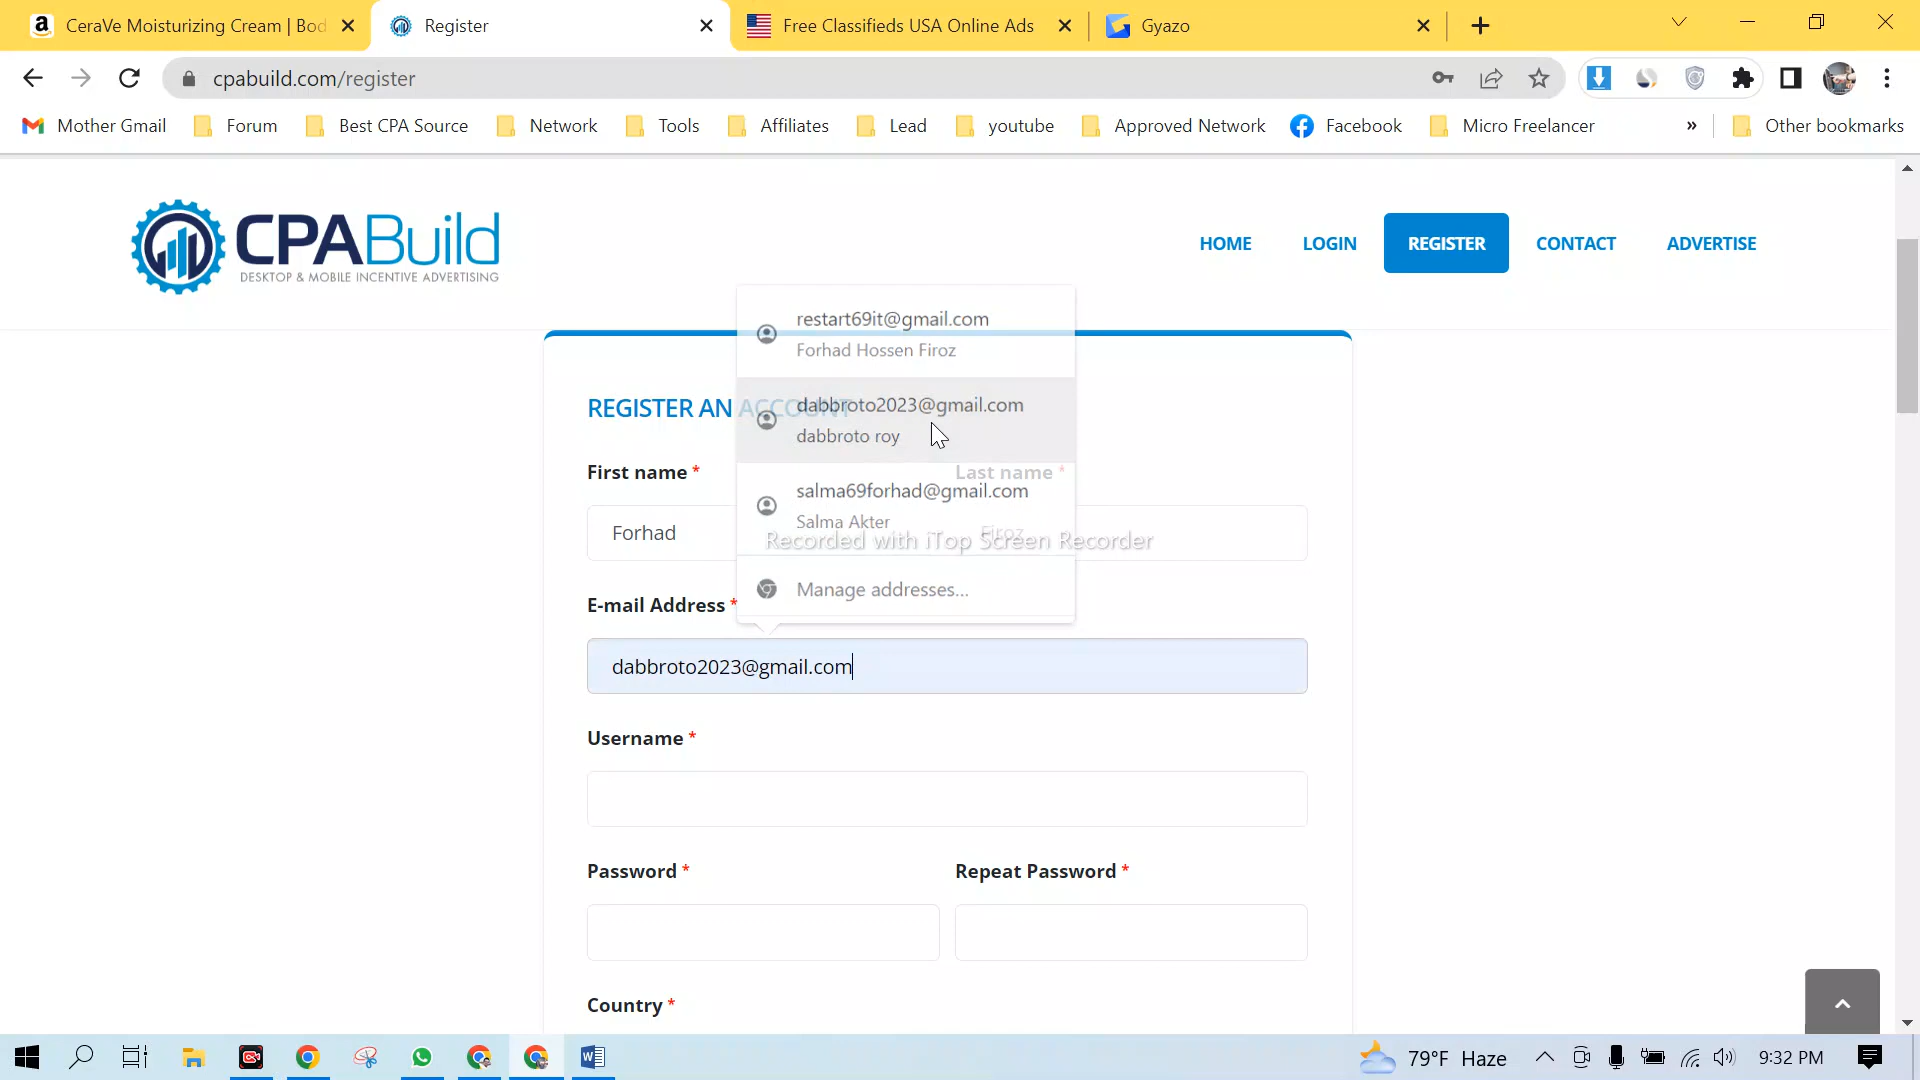 CeraVe Moisturizing Cream | Bod
Register
Free Classifieds USA Online Ads
Gyazo
cpabuild.com/register
Mother Gmail
Forum
Best CPA Source
Network
Tools
Affiliates
Lead
youtube
Approved Network
Facebook
Micro Freelancer
»
Other bookmarks
CPABuild
DESKTOP & MOBILE INCENTIVE ADVERTISING
HOME
LOGIN
REGISTER
CONTACT
ADVERTISE
restart69it@gmail.com
Forhad Hossen Firoz
REGISTER AN ACCOUNT
dabbroto2023@gmail.com
dabbroto roy
First name *
Last name *
salma69forhad@gmail.com
Salma Akter
Forhad
Firoz
Recorded with iTop Screen Recorder
Manage addresses...
E-mail Address *
dabbroto2023@gmail.com
Username *
Password *
Repeat Password *
Country *
79°F Haze
9:32 PM